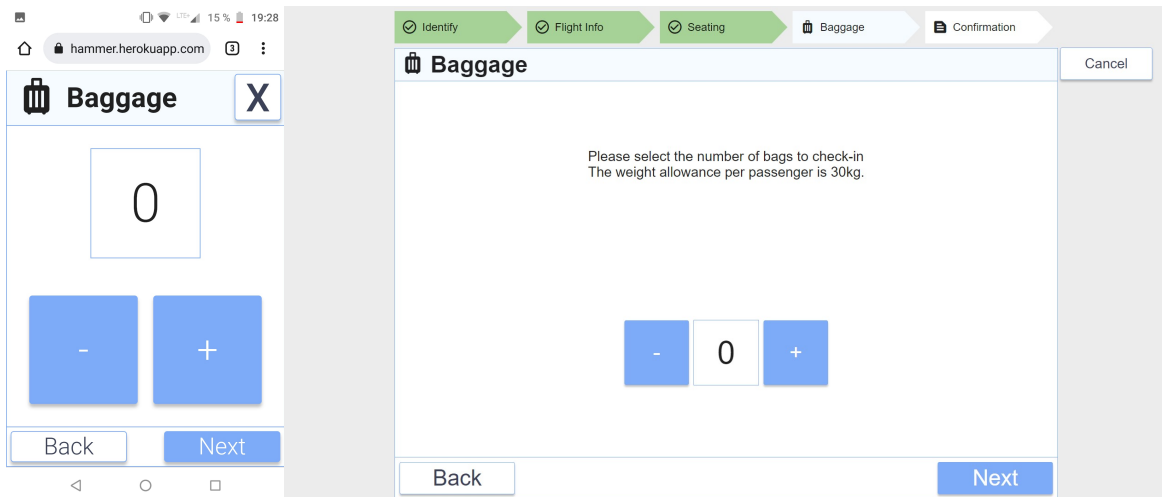 LTE+ 15 % 19:28
hammer.herokuapp.com 3
Baggage X
0
- +
Back Next
Identify Flight Info Seating Baggage Confirmation
Baggage Cancel
Please select the number of bags to check-in
The weight allowance per passenger is 30kg.
- 0 +
Back Next